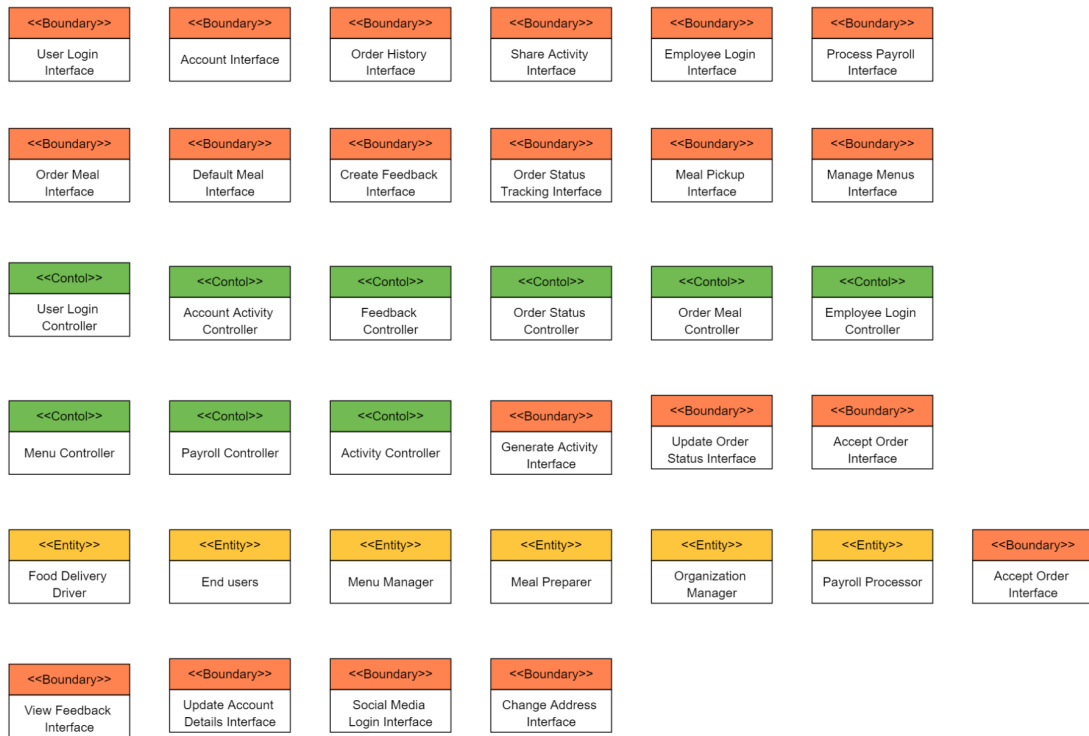 <<Boundary>>
User Login
Interface
<<Boundary>>
Account Interface
<<Boundary>>
Order History
Interface
<<Boundary>>
Share Activity
Interface
<<Boundary>>
Employee Login
Interface
<<Boundary>>
Process Payroll
Interface
<<Boundary>>
Order Meal
Interface
<<Boundary>>
Default Meal
Interface
<<Boundary>>
Create Feedback
Interface
<<Boundary>>
Order Status
Tracking Interface
<<Boundary>>
Meal Pickup
Interface
<<Boundary>>
Manage Menus
Interface
<<Contol>>
User Login
Controller
<<Contol>>
Account Activity
Controller
<<Contol>>
Feedback
Controller
<<Contol>>
Order Status
Controller
<<Contol>>
Order Meal
Controller
<<Contol>>
Employee Login
Controller
<<Contol>>
Menu Controller
<<Contol>>
Payroll Controller
<<Contol>>
Activity Controller
<<Boundary>>
Generate Activity
Interface
<<Boundary>>
Update Order
Status Interface
<<Boundary>>
Accept Order
Interface
<<Entity>>
Food Delivery
Driver
<<Entity>>
End users
<<Entity>>
Menu Manager
<<Entity>>
Meal Preparer
<<Entity>>
Organization
Manager
<<Entity>>
Payroll Processor
<<Boundary>>
Accept Order
Interface
<<Boundary>>
View Feedback
Interface
<<Boundary>>
Update Account
Details Interface
<<Boundary>>
Social Media
Login Interface
<<Boundary>>
Change Address
Interface